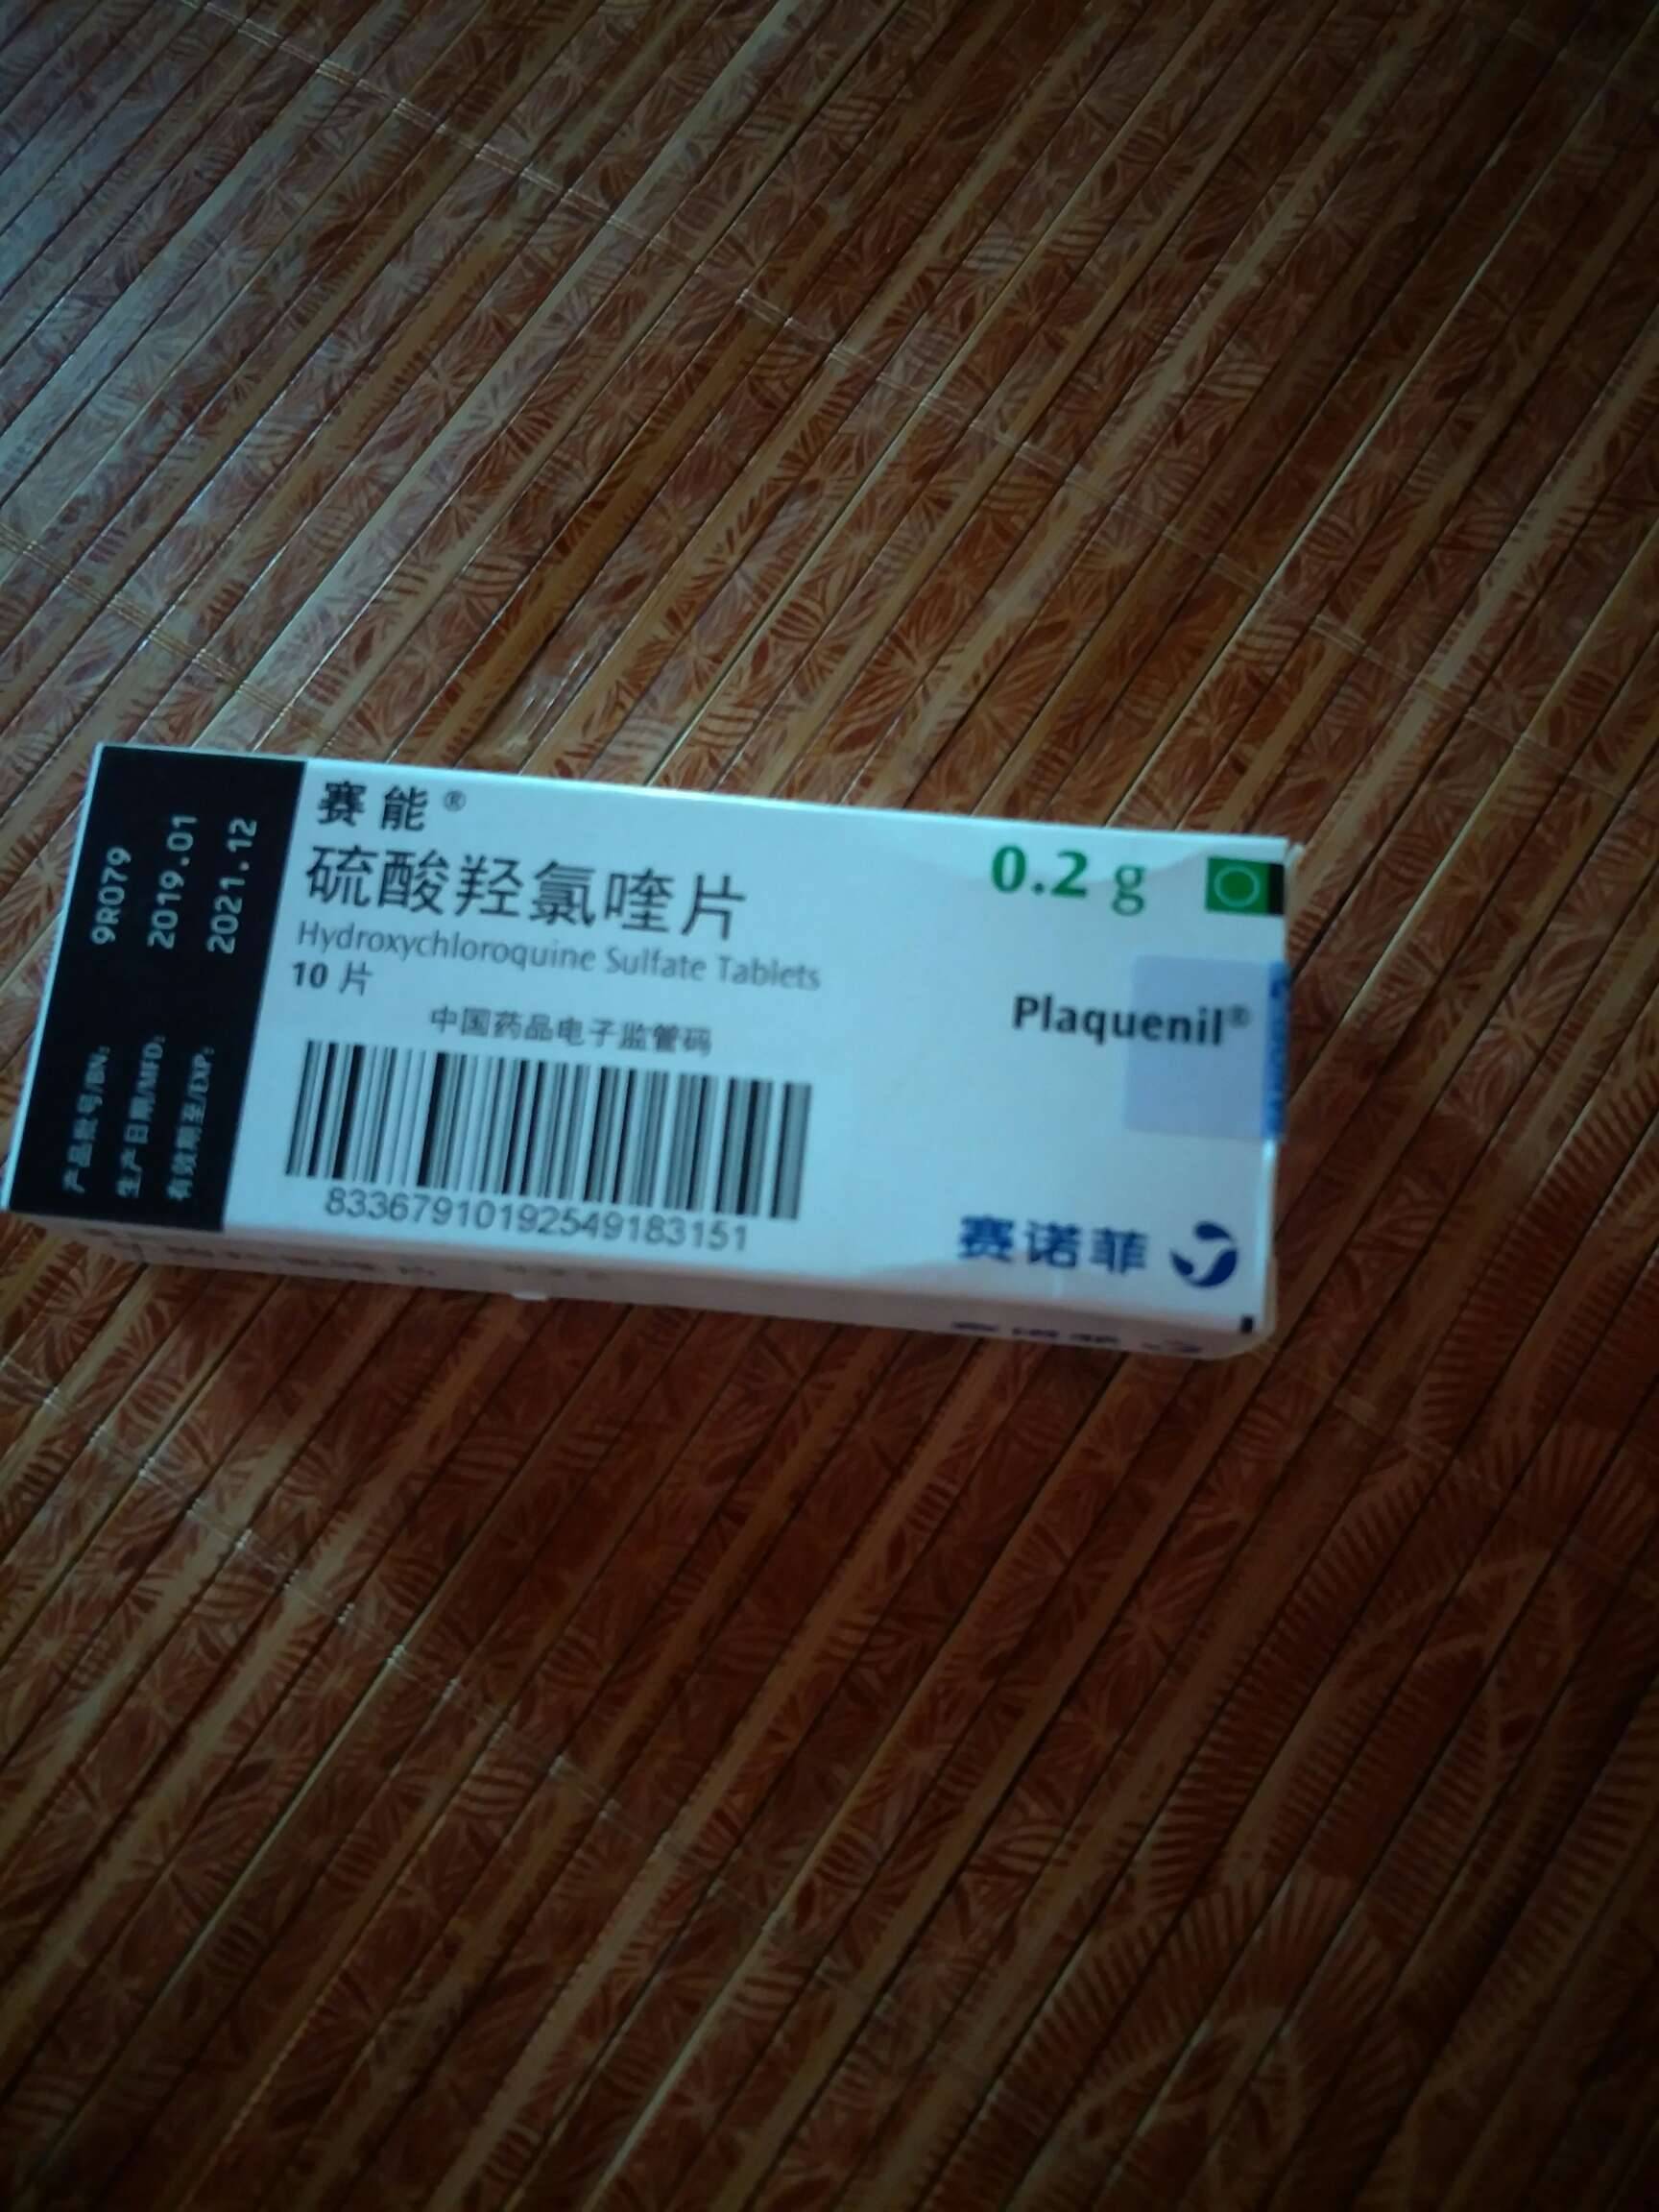 赛能®
硫酸羟氯喹片
Hydroxychloroquine Sulfate Tablets
10 片
中国药品电子监管码
83367910192549183151
0.2 g
Plaquenil®
赛诺菲
产品批号/BN: 9R079
生产日期/MFD: 2019.01
有效期至/EXP: 2021.12